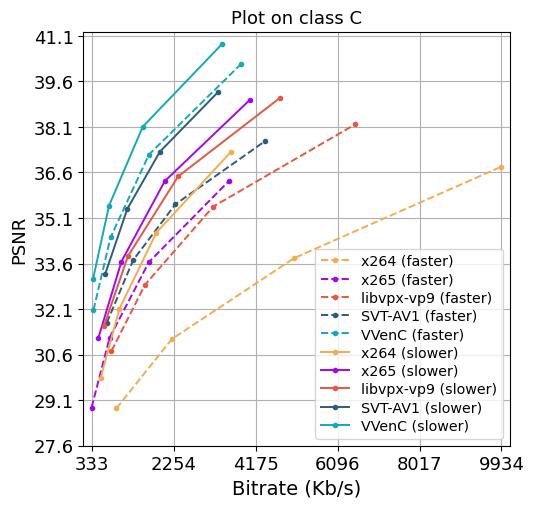 Plot on class C
PSNR
41.1
39.6
38.1
36.6
35.1
33.6
32.1
30.6
29.1
27.6
x264 (faster)
x265 (faster)
libvpx-vp9 (faster)
SVT-AV1 (faster)
VVenC (faster)
x264 (slower)
x265 (slower)
libvpx-vp9 (slower)
SVT-AV1 (slower)
VVenC (slower)
333 2254 4175 6096 8017 9934
Bitrate (Kb/s)